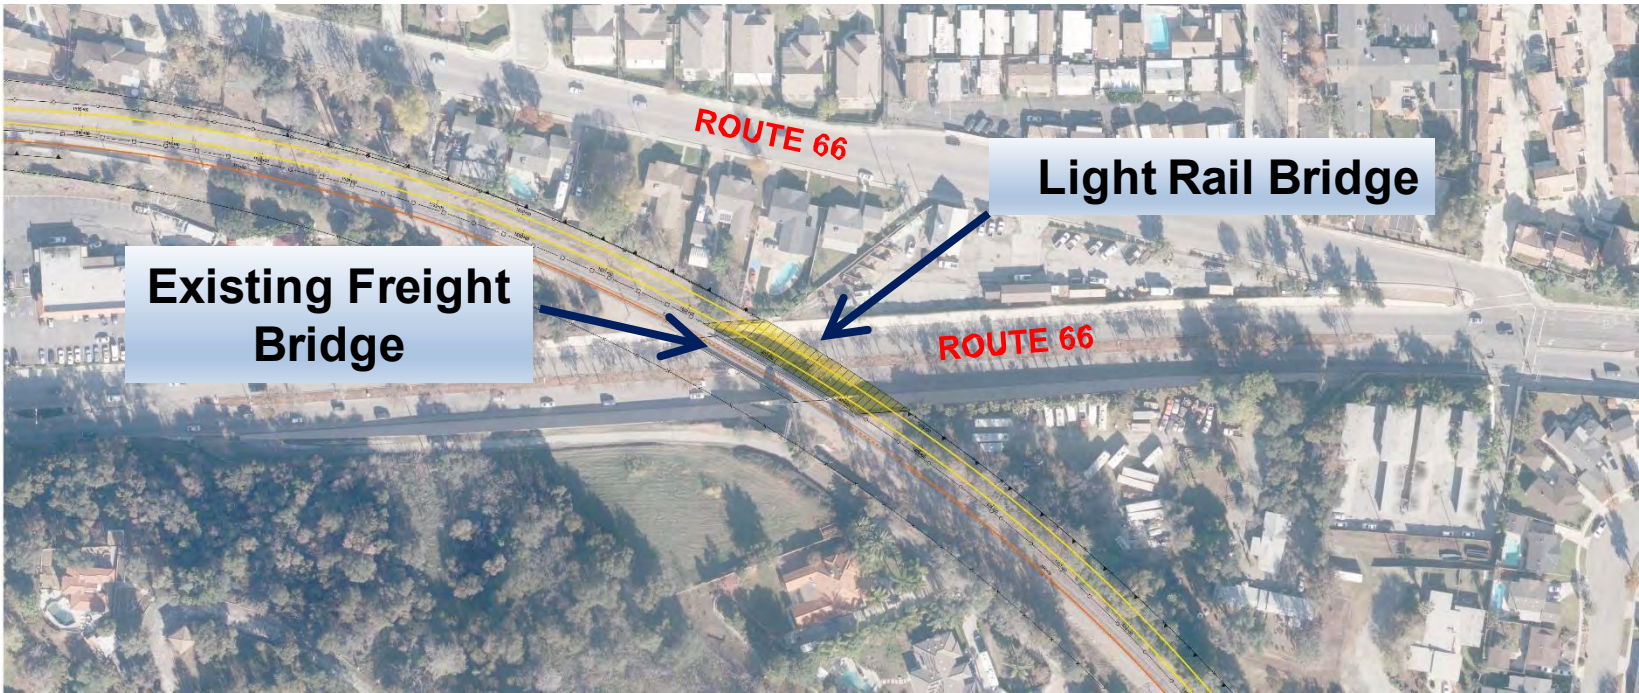 ROUTE 66
Light Rail Bridge
Existing Freight
Bridge
ROUTE 66